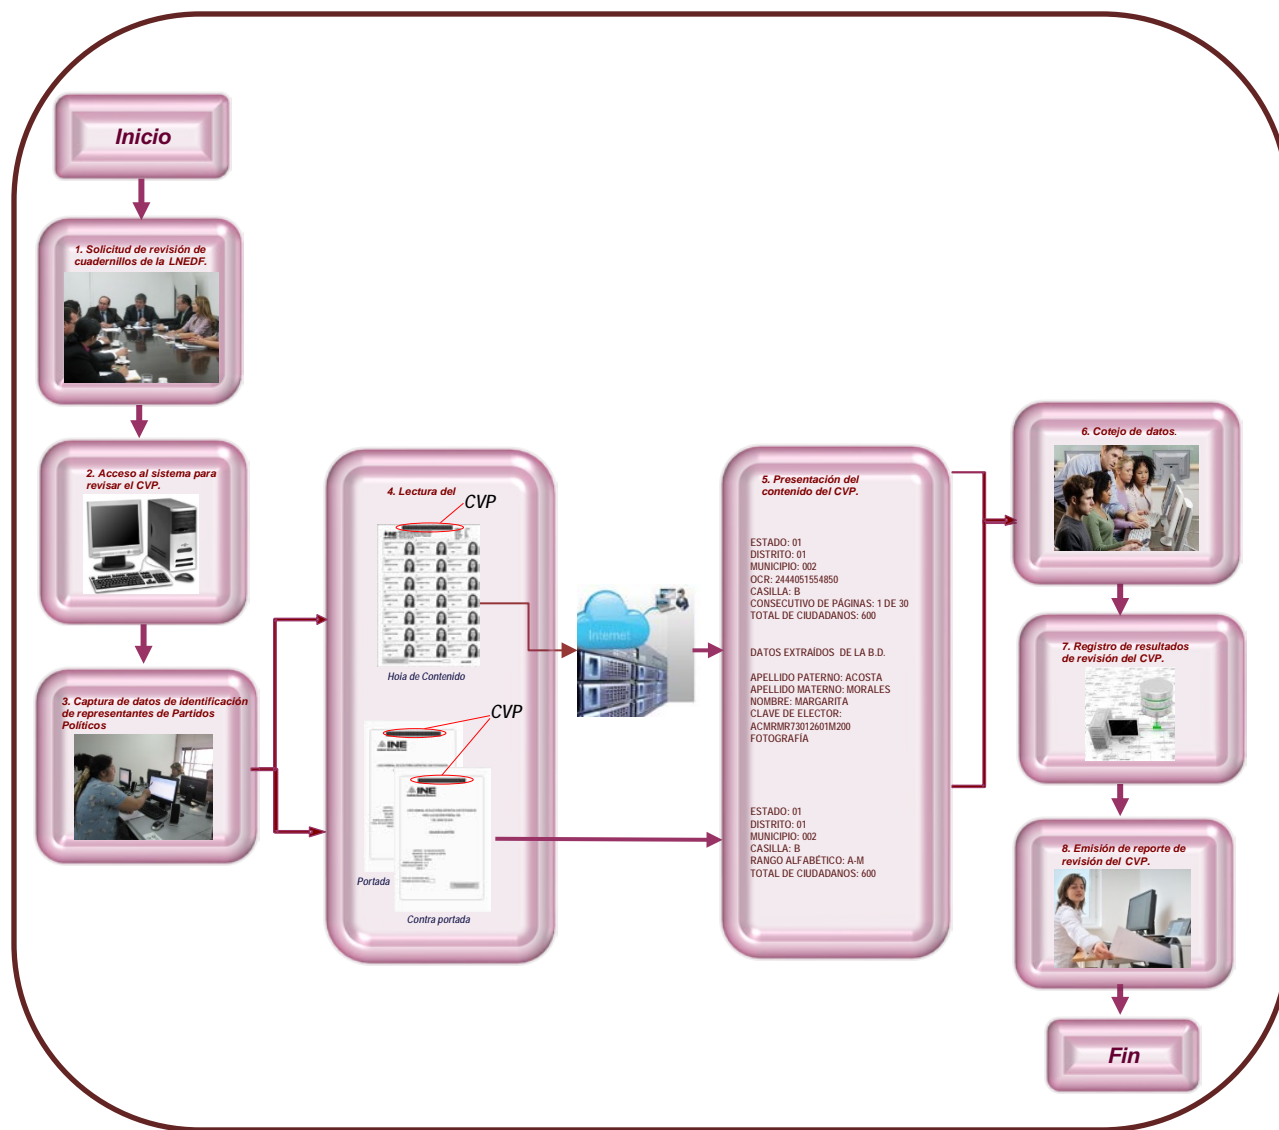 Inicio
1. Solicitud de revisión de
cuadernillos de la LNEDF.
2. Acceso al sistema para
revisar el CVP.
3. Captura de datos de identificación
de representantes de Partidos
Políticos
4. Lectura del
CVP
INE
Hoja de Contenido
CVP
INE
INE
Portada
Contra portada
Internet
5. Presentación del
contenido del CVP.
ESTADO: 01
DISTRITO: 01
MUNICIPIO: 002
OCR: 2444051554850
CASILLA: B
CONSECUTIVO DE PÁGINAS: 1 DE 30
TOTAL DE CIUDADANOS: 600
DATOS EXTRAÍDOS DE LA B.D.
APELLIDO PATERNO: ACOSTA
APELLIDO MATERNO: MORALES
NOMBRE: MARGARITA
CLAVE DE ELECTOR:
ACMRMR73012601M200
FOTOGRAFÍA
ESTADO: 01
DISTRITO: 01
MUNICIPIO: 002
CASILLA: B
RANGO ALFABÉTICO: A-M
TOTAL DE CIUDADANOS: 600
6. Cotejo de datos.
7. Registro de resultados
de revisión del CVP.
8. Emisión de reporte de
revisión del CVP.
Fin